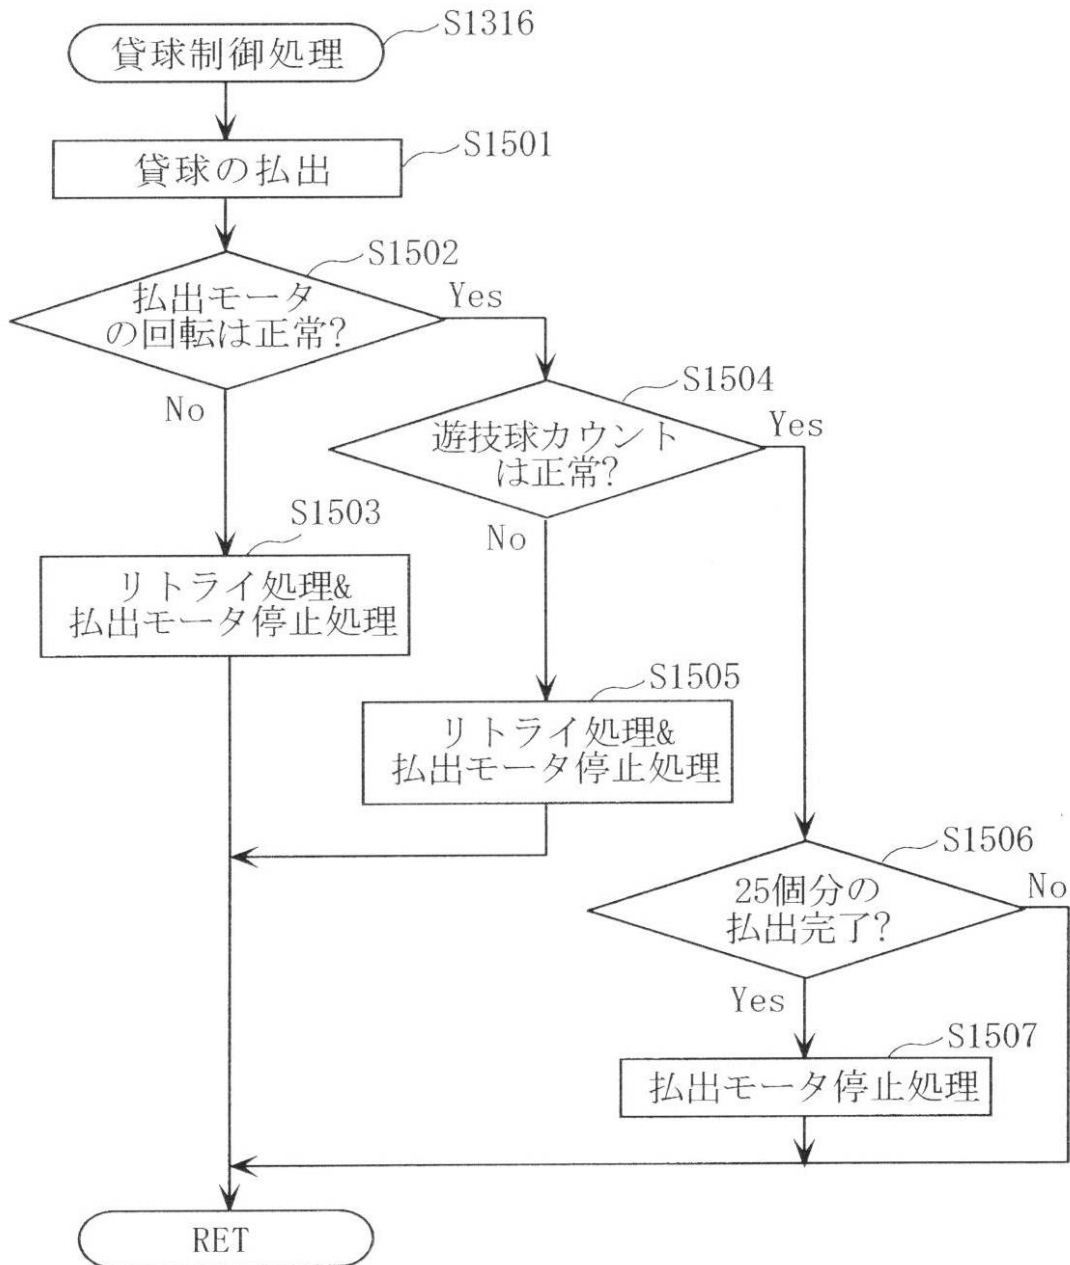 S1316
貸球制御処理
S1501
貸球の払出
S1502
払出モータ
の回転は正常?
Yes
No
S1504
遊技球カウント
は正常?
Yes
No
S1503
リトライ処理&
払出モータ停止処理
S1505
リトライ処理&
払出モータ停止処理
S1506
25個分の
払出完了?
No
Yes
S1507
払出モータ停止処理
RET